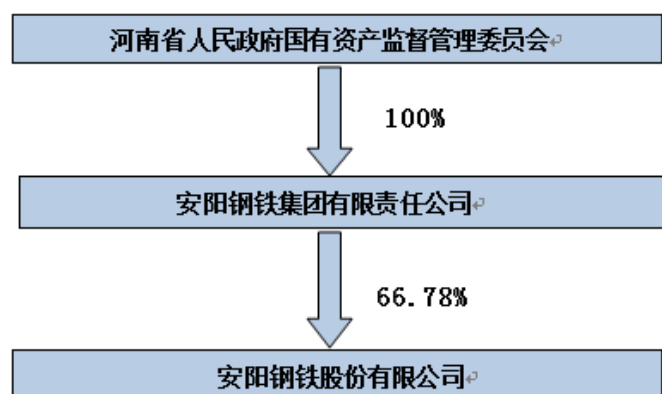 河南省人民政府国有资产监督管理委员会
100%
安阳钢铁集团有限责任公司
66.78%
安阳钢铁股份有限公司